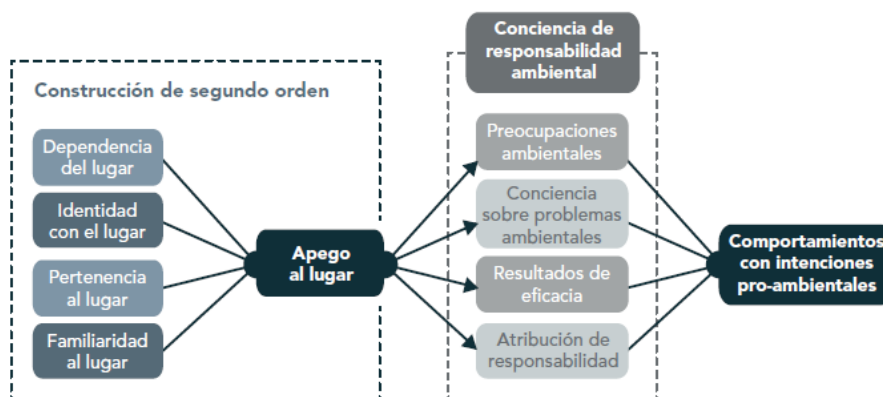 Construcción de segundo orden
Dependencia
del lugar
Identidad
con el lugar
Pertenencia
al lugar
Familiaridad
al lugar
Apego
al lugar
Conciencia de
responsabilidad
ambiental
Preocupaciones
ambientales
Conciencia
sobre problemas
ambientales
Resultados de
eficacia
Atribución de
responsabilidad
Comportamientos
con intenciones
pro-ambientales